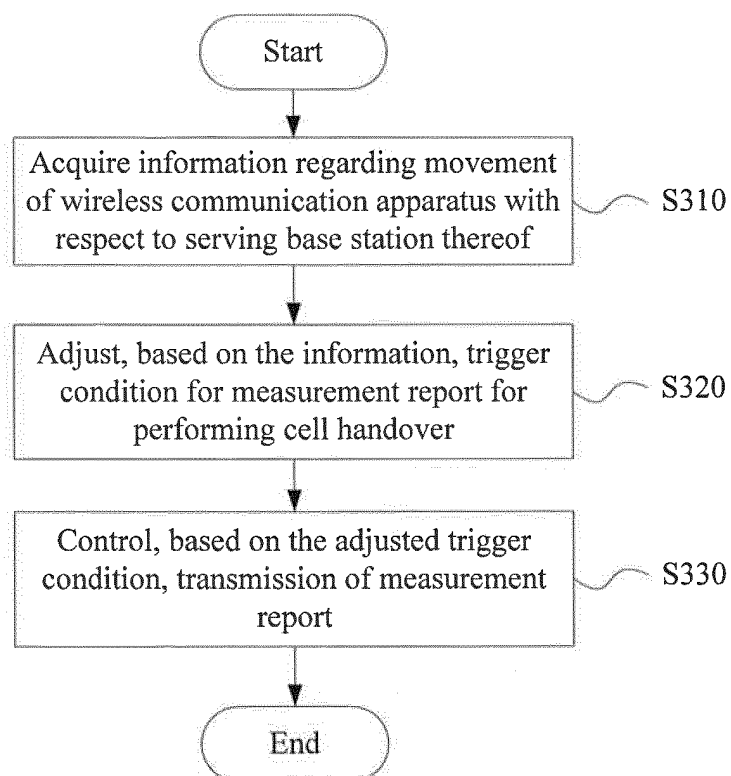 Start
Acquire information regarding movement
of wireless communication apparatus with
respect to serving base station thereof
S310
Adjust, based on the information, trigger
condition for measurement report for
performing cell handover
S320
Control, based on the adjusted trigger
condition, transmission of measurement
report
S330
End